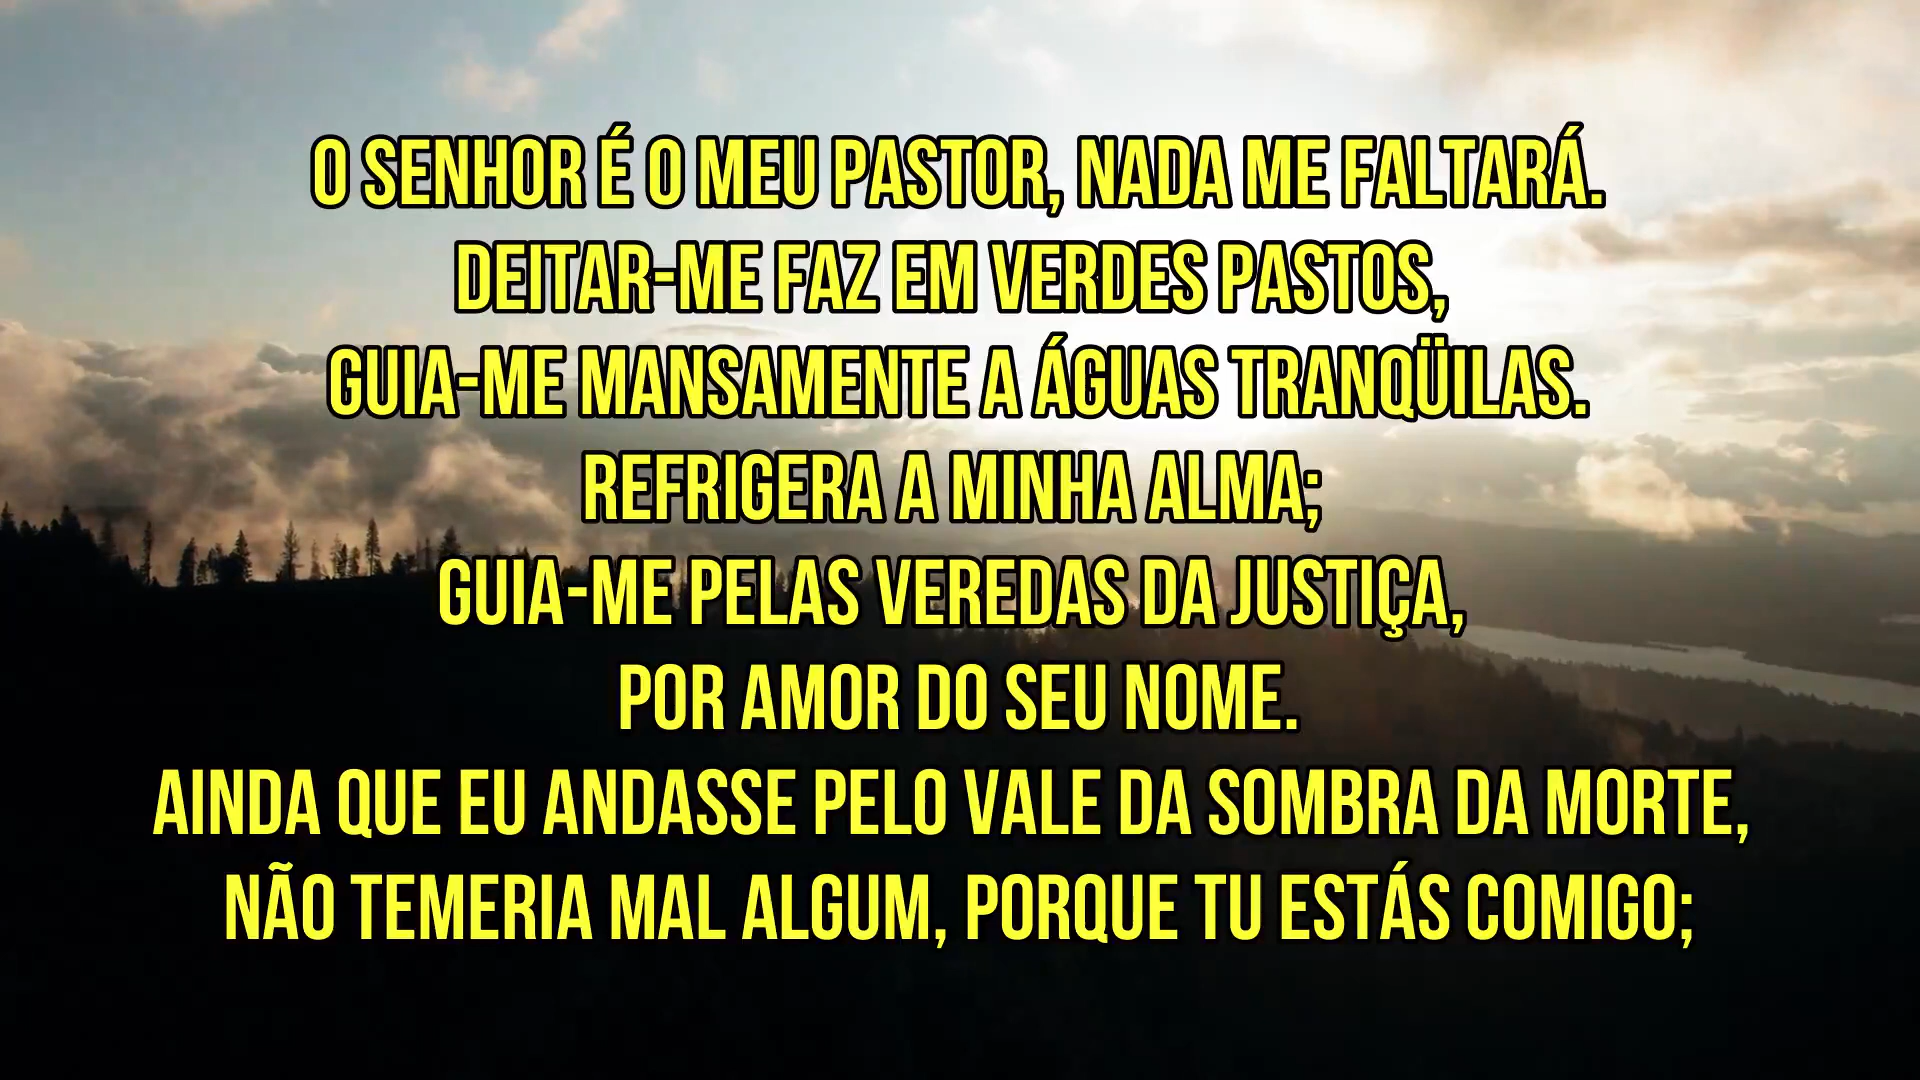 O SENHOR É O MEU PASTOR, NADA ME FALTARÁ.
DEITAR-ME FAZ EM VERDES PASTOS,
GUIA-ME MANSAMENTE A ÁGUAS TRANQÜILAS.
REFRIGERA A MINHA ALMA;
GUIA-ME PELAS VEREDAS DA JUSTIÇA,
POR AMOR DO SEU NOME.
AINDA QUE EU ANDASSE PELO VALE DA SOMBRA DA MORTE,
NÃO TEMERIA MAL ALGUM, PORQUE TU ESTÁS COMIGO;